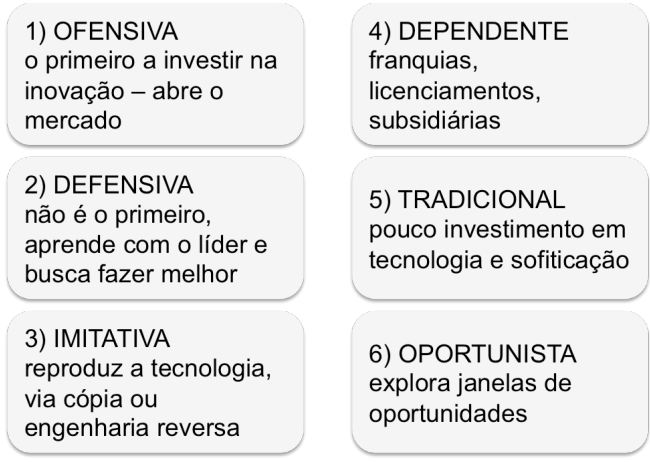 1) OFENSIVA
o primeiro a investir na
inovação – abre o
mercado
2) DEFENSIVA
não é o primeiro,
aprende com o líder e
busca fazer melhor
3) IMITATIVA
reproduz a tecnologia,
via cópia ou
engenharia reversa
4) DEPENDENTE
franquias,
licenciamentos,
subsidiárias
5) TRADICIONAL
pouco investimento em
tecnologia e sofiticação
6) OPORTUNISTA
explora janelas de
oportunidades